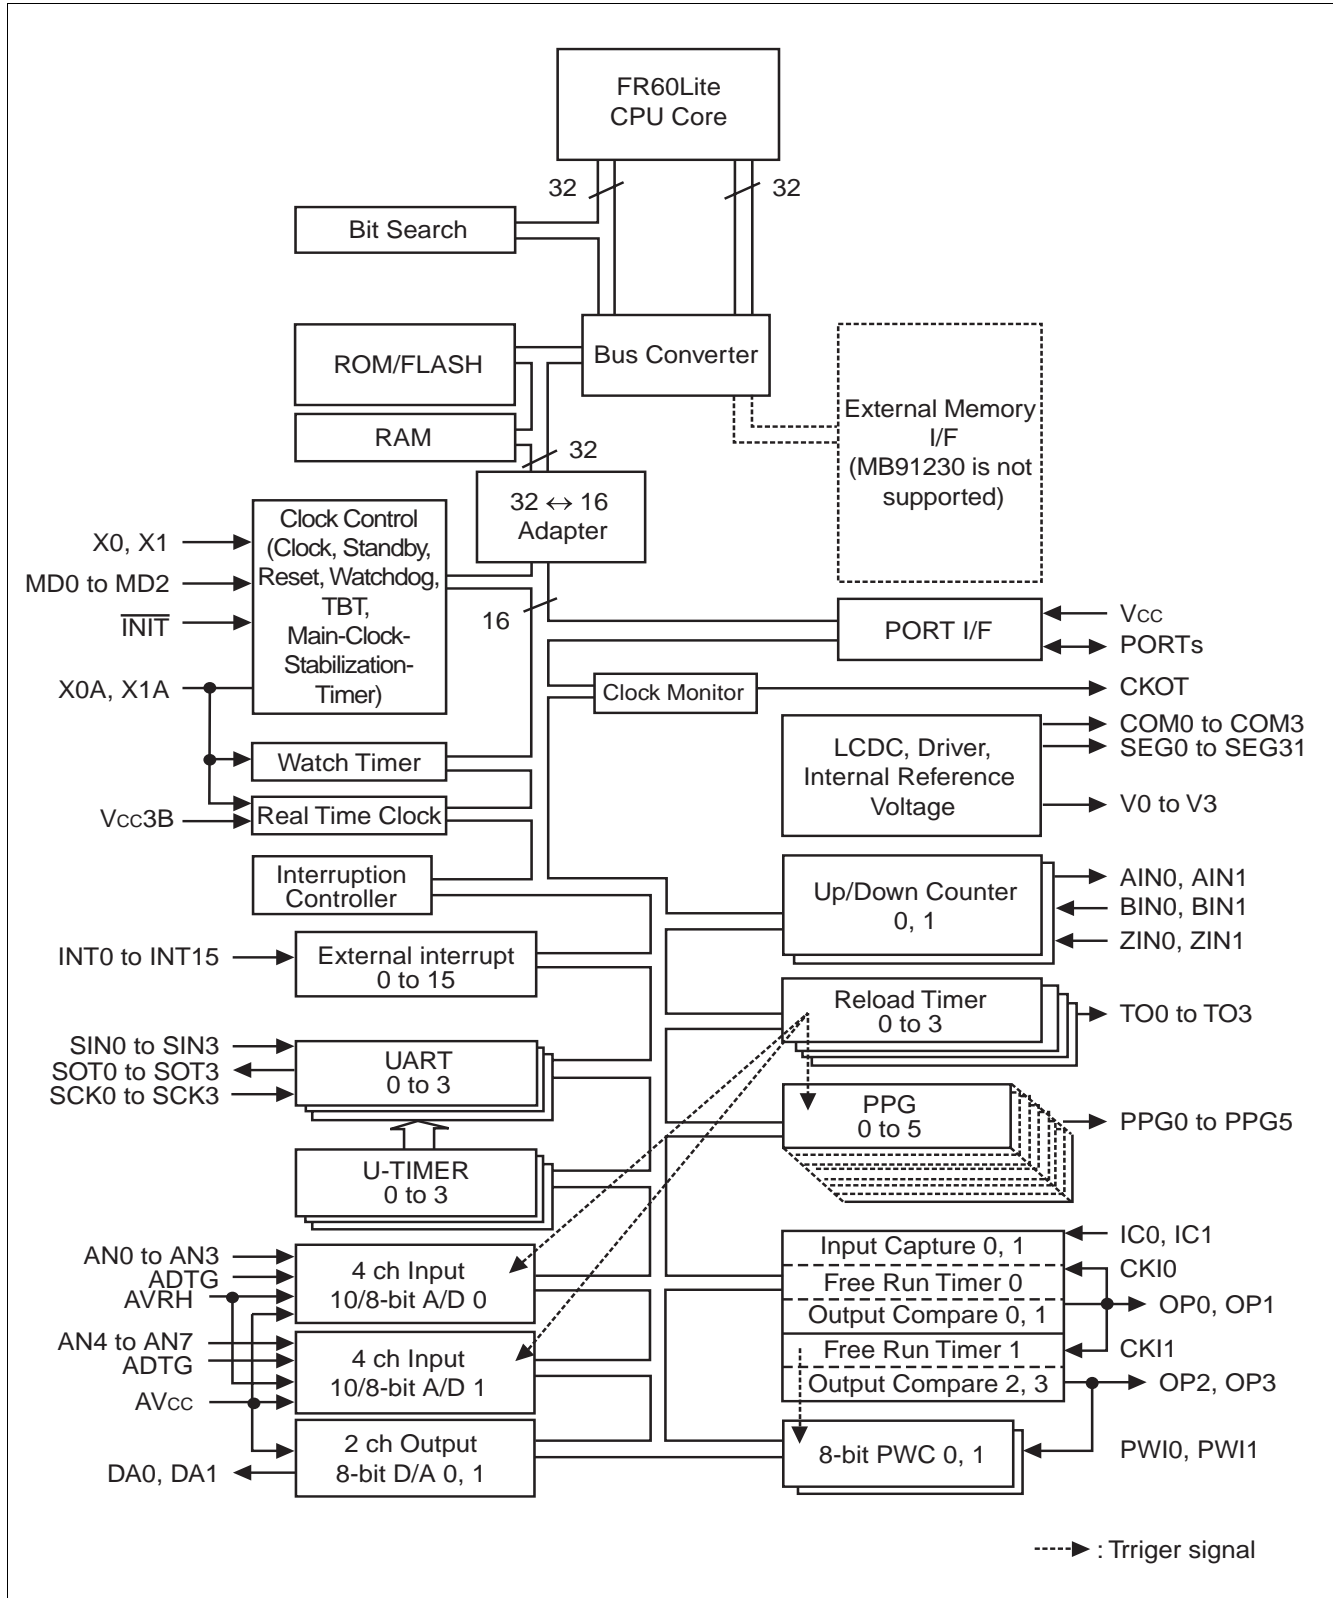 FR60Lite
CPU Core
32
32
Bit Search
ROM/FLASH
Bus Converter
RAM
External Memory
I/F
(MB91230 is not
supported)
32
32 ↔ 16
Adapter
X0, X1
MD0 to MD2
INIT
X0A, X1A
Clock Control
(Clock, Standby,
Reset, Watchdog,
TBT,
Main-Clock-
Stabilization-
Timer)
16
PORT I/F
Vcc
PORTs
Clock Monitor
CKOT
Watch Timer
Vcc3B
Real Time Clock
LCDC, Driver,
Internal Reference
Voltage
COM0 to COM3
SEG0 to SEG31
V0 to V3
Interruption
Controller
Up/Down Counter
0, 1
AIN0, AIN1
BIN0, BIN1
ZIN0, ZIN1
INT0 to INT15
External interrupt
0 to 15
Reload Timer
0 to 3
TO0 to TO3
SIN0 to SIN3
SOT0 to SOT3
SCK0 to SCK3
UART
0 to 3
PPG
0 to 5
PPG0 to PPG5
U-TIMER
0 to 3
AN0 to AN3
ADTG
AVRH
4 ch Input
10/8-bit A/D 0
AN4 to AN7
ADTG
AVcc
4 ch Input
10/8-bit A/D 1
Input Capture 0, 1
Free Run Timer 0
Output Compare 0, 1
Free Run Timer 1
Output Compare 2, 3
IC0, IC1
CKI0
OP0, OP1
CKI1
OP2, OP3
DA0, DA1
2 ch Output
8-bit D/A 0, 1
8-bit PWC 0, 1
PWI0, PWI1
: Trriger signal